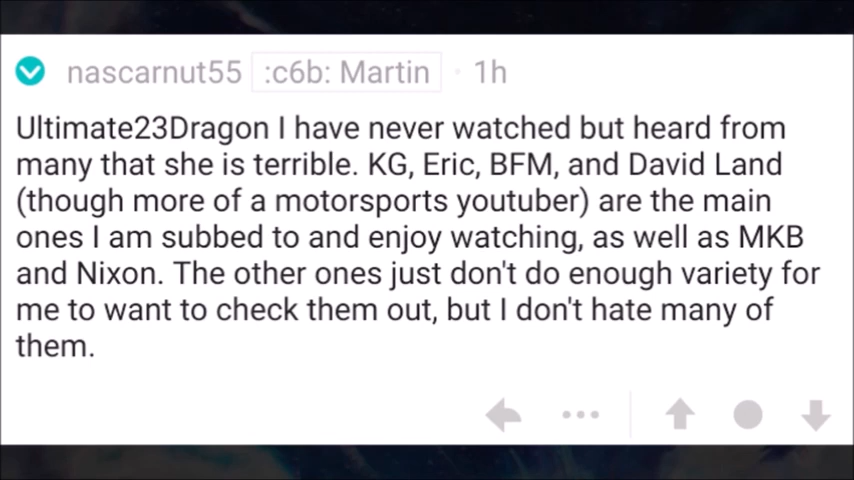 nascarnut55 :c6b: Martin · 1h
Ultimate23Dragon I have never watched but heard from
many that she is terrible. KG, Eric, BFM, and David Land
(though more of a motorsports youtuber) are the main
ones I am subbed to and enjoy watching, as well as MKB
and Nixon. The other ones just don't do enough variety for
me to want to check them out, but I don't hate many of
them.